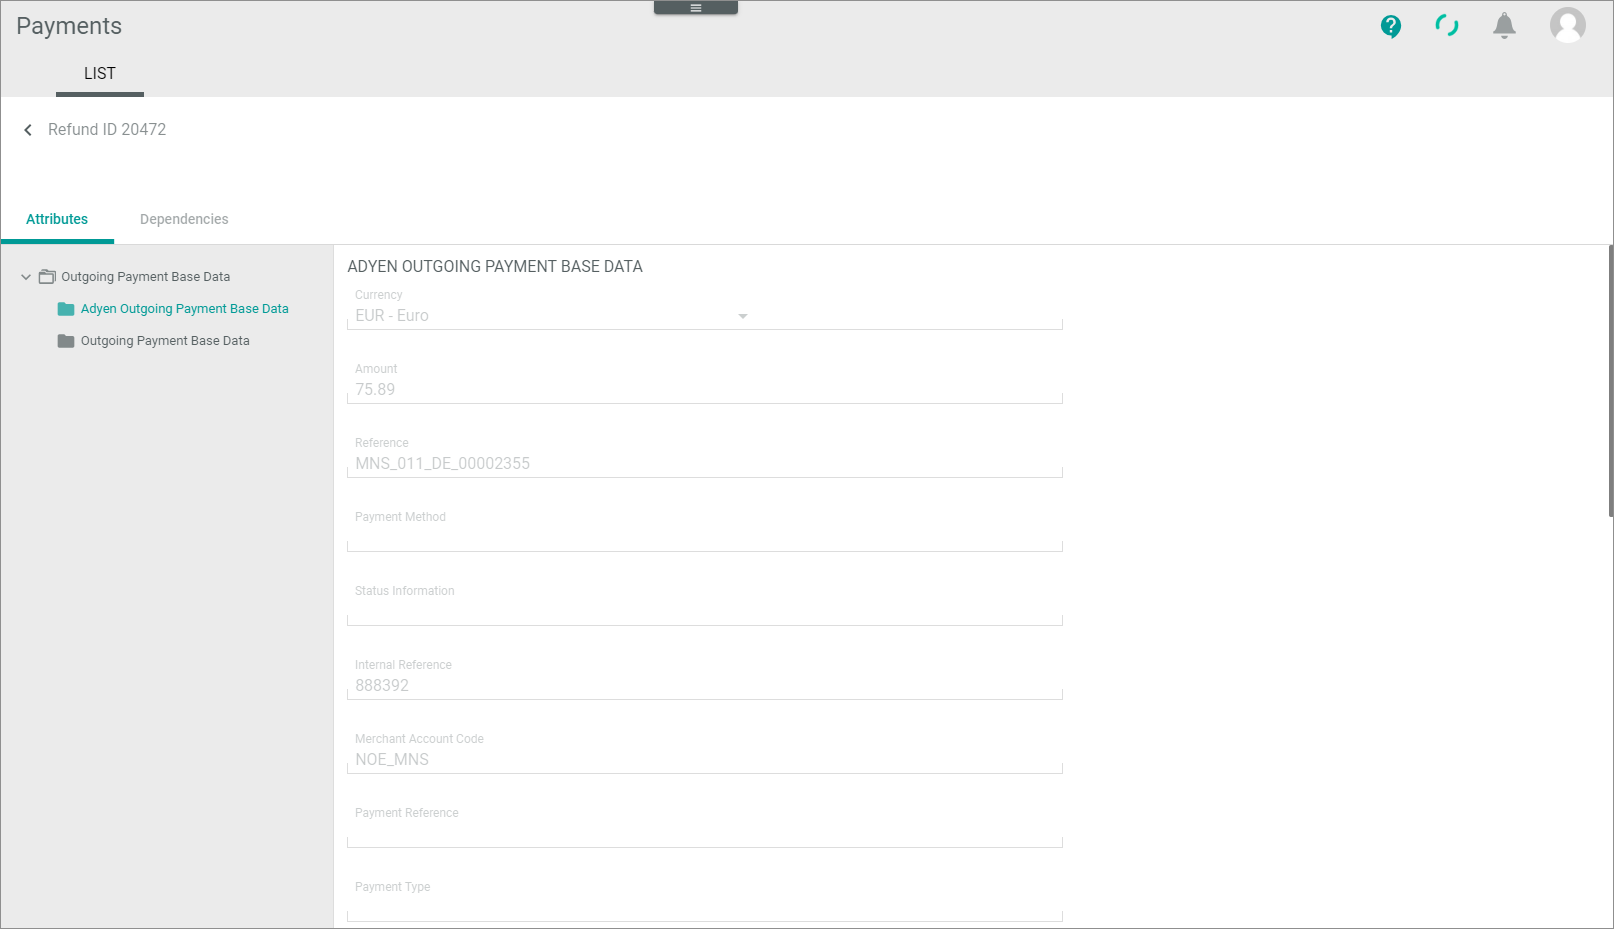 Payments
LIST
Refund ID 20472
Attributes
Dependencies
Outgoing Payment Base Data
Adyen Outgoing Payment Base Data
Outgoing Payment Base Data
ADYEN OUTGOING PAYMENT BASE DATA
Currency
EUR - Euro
Amount
75.89
Reference
MNS_011_DE_00002355
Payment Method
Status Information
Internal Reference
888392
Merchant Account Code
NOE_MNS
Payment Reference
Payment Type